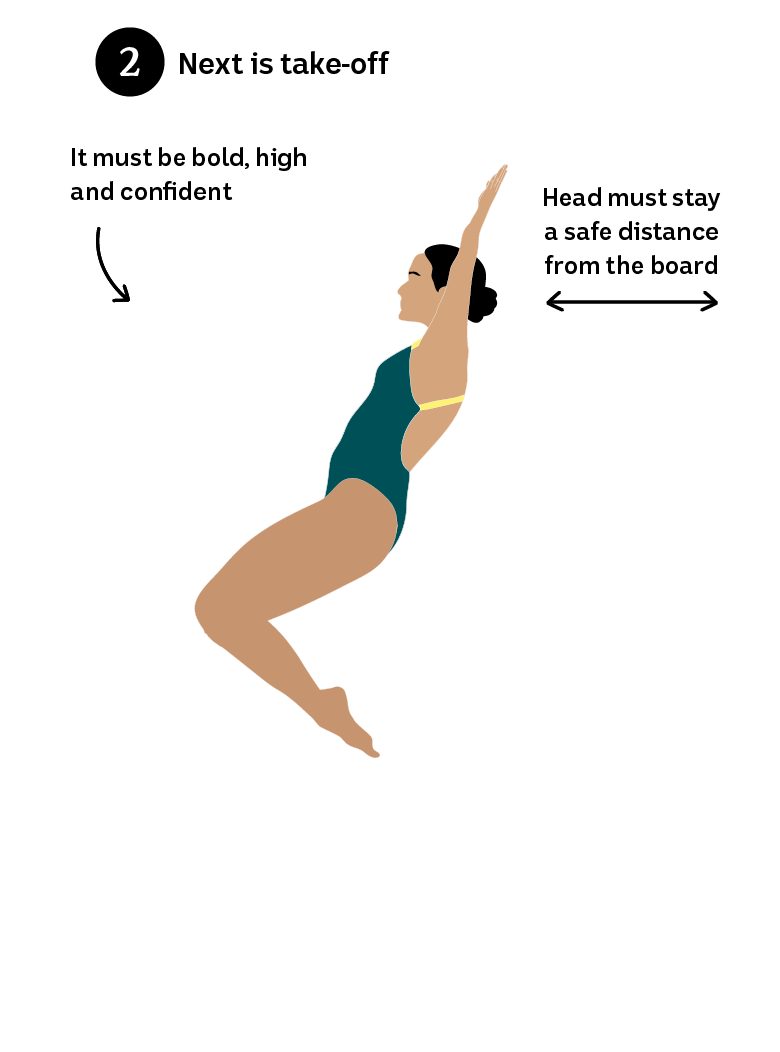 2 Next is take-off
It must be bold, high
and confident
Head must stay
a safe distance
from the board